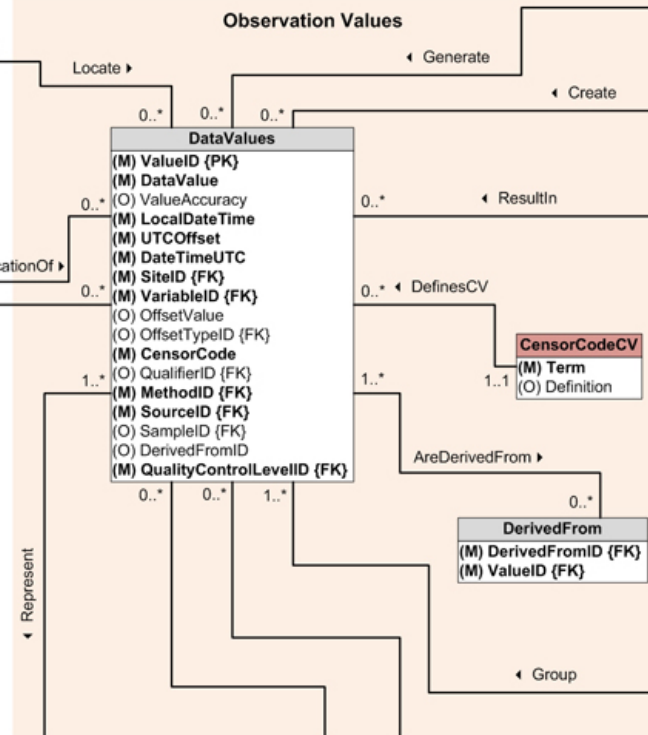 Observation Values
Locate ▸
◂ Generate
◂ Create
0..*
0..*
0..*
DataValues
(M) ValueID {PK}
(M) DataValue
(O) ValueAccuracy
(M) LocalDateTime
(M) UTCOffset
(M) DateTimeUTC
(M) SiteID {FK}
(M) VariableID {FK}
(O) OffsetValue
(O) OffsetTypeID {FK}
(M) CensorCode
(O) QualifierID {FK}
(M) MethodID {FK}
(M) SourceID {FK}
(O) SampleID {FK}
(O) DerivedFromID
(M) QualityControlLevelID {FK}
0..*
cationOf ▸
0..*
1..*
0..*
◂ ResultIn
0..*
◂ DefinesCV
CensorCodeCV
(M) Term
(O) Definition
1..1
1..*
AreDerivedFrom ▸
0..*
DerivedFrom
(M) DerivedFromID {FK}
(M) ValueID {FK}
0..*
0..*
1..*
◂ Represent
◂ Group